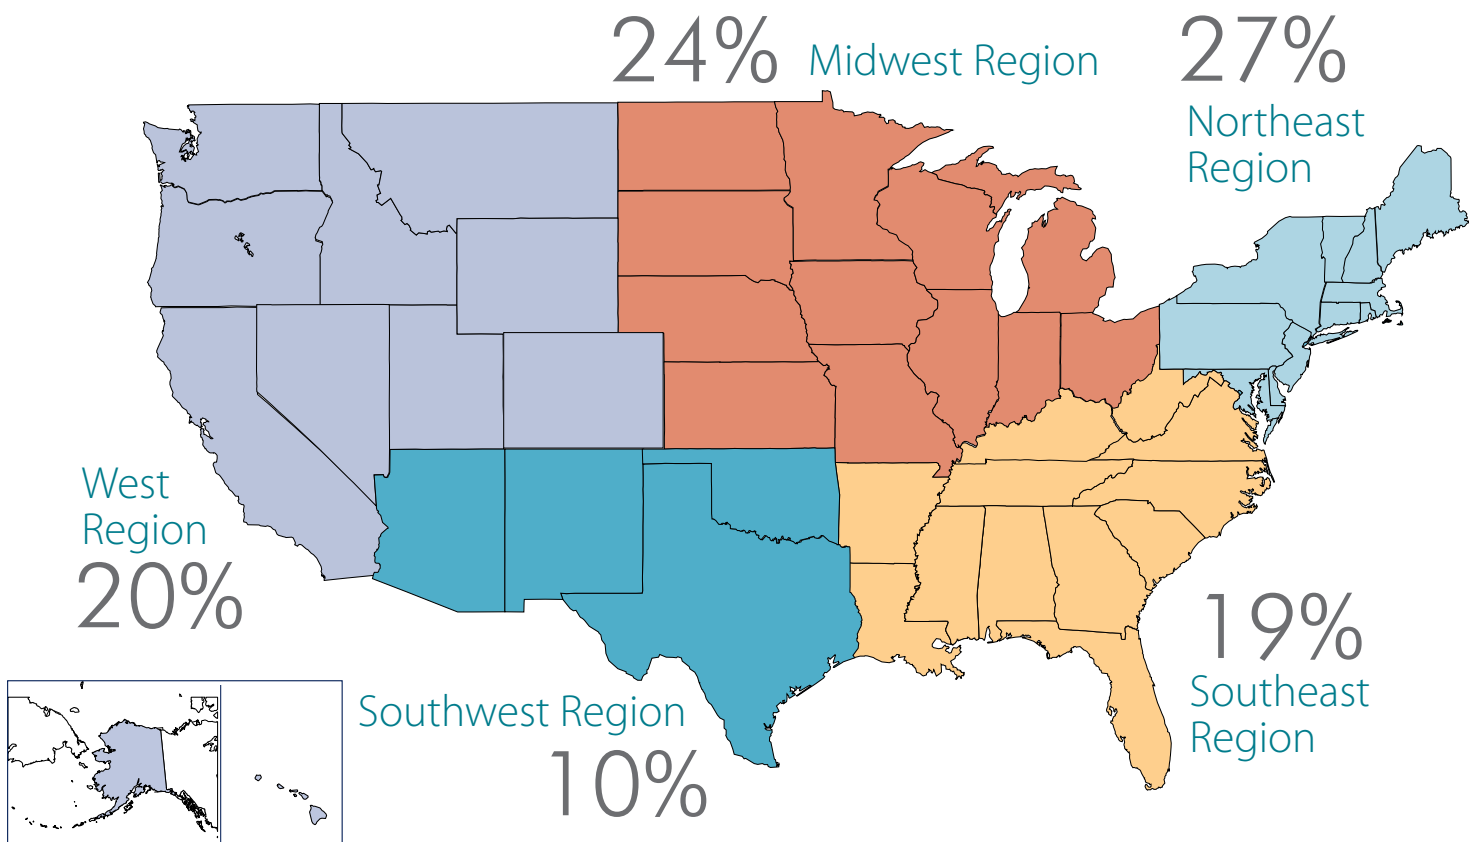 24% Midwest Region
27%
Northeast
Region
West
Region
20%
19%
Southeast
Region
Southwest Region
10%